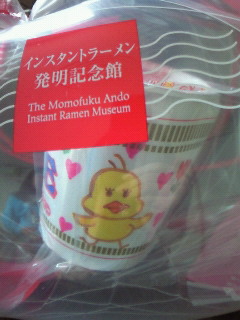 インスタントラーメン
発明記念館
The Momofuku Ando
Instant Ramen Museum